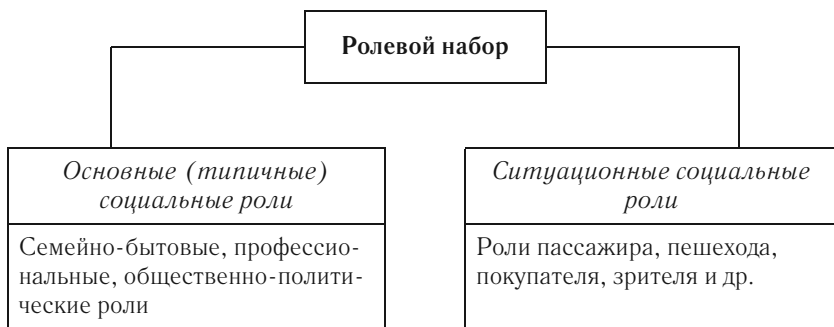 Ролевой набор
Основные (типичные)
социальные роли
Семейно-бытовые, профессио-
нальные, общественно-полити-
ческие роли
Ситуационные социальные
роли
Роли пассажира, пешехода,
покупателя, зрителя и др.